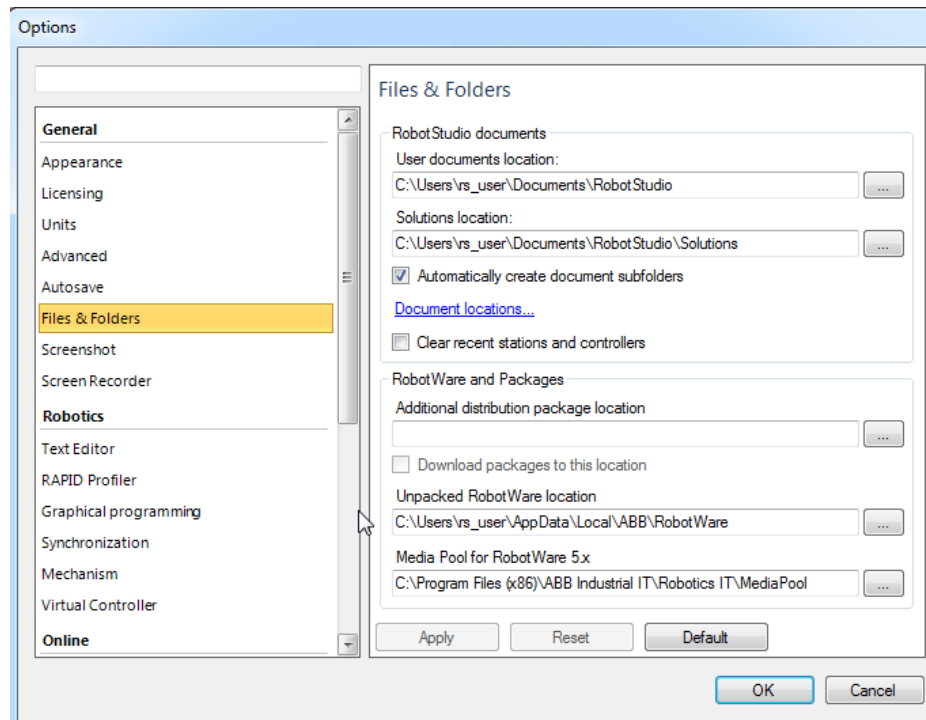 Options
General
Appearance
Licensing
Units
Advanced
Autosave
Files & Folders
Screenshot
Screen Recorder
Robotics
Text Editor
RAPID Profiler
Graphical programming
Synchronization
Mechanism
Virtual Controller
Online
Files & Folders
RobotStudio documents
User documents location:
C:\Users\rs_user\Documents\RobotStudio
...
Solutions location:
C:\Users\rs_user\Documents\RobotStudio\Solutions
...
Automatically create document subfolders
Document locations...
Clear recent stations and controllers
RobotWare and Packages
Additional distribution package location
...
Download packages to this location
Unpacked RobotWare location
C:\Users\rs_user\AppData\Local\ABB\RobotWare
...
Media Pool for RobotWare 5.x
C:\Program Files (x86)\ABB Industrial IT\Robotics IT\MediaPool
...
Apply Reset Default
OK Cancel